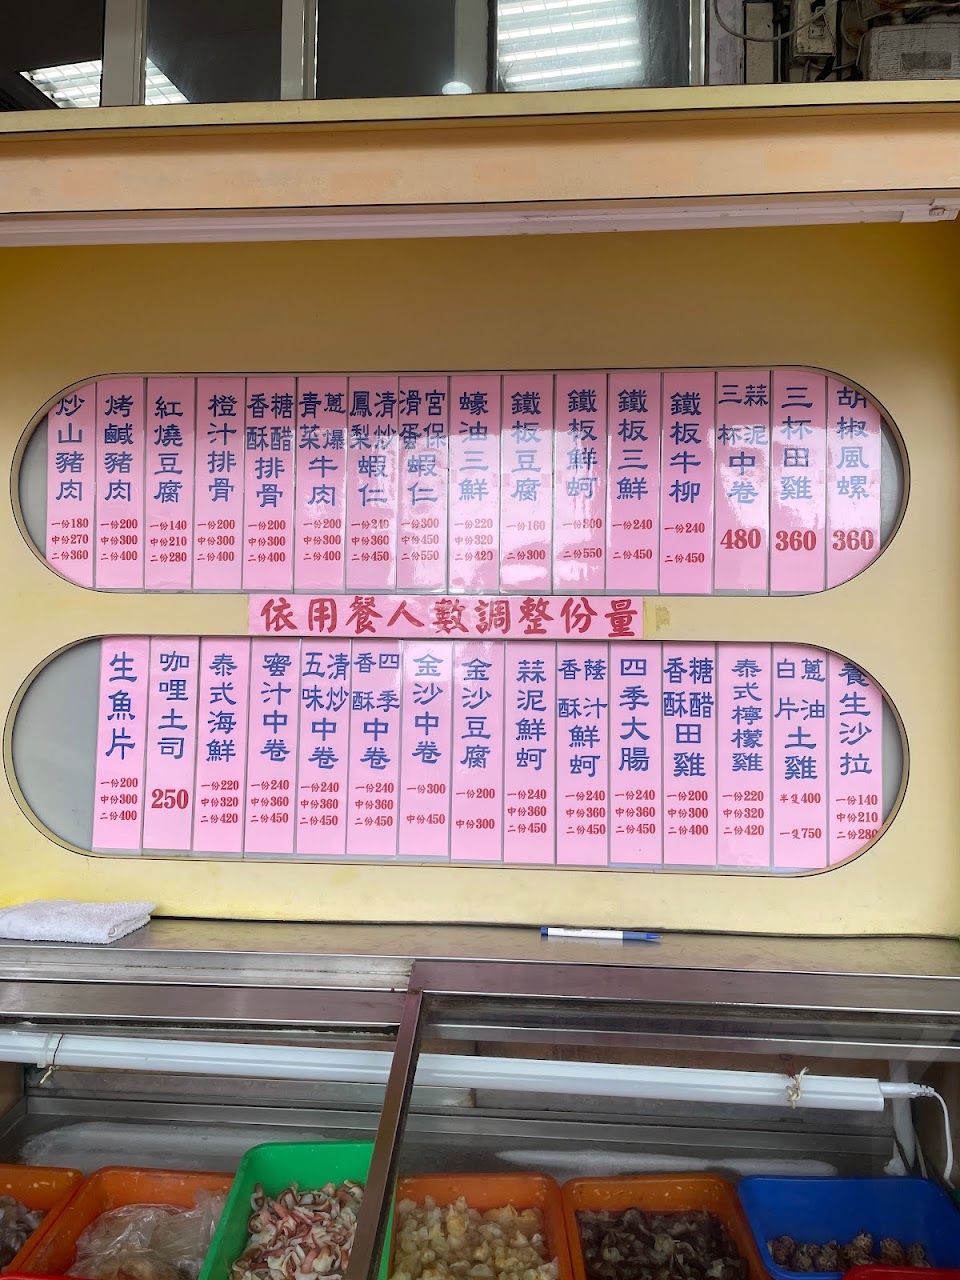 胡椒風螺 360
三杯田雞 360
蒜泥 三杯 中卷 480
鐵板牛柳 一份240 二份450
鐵板三鮮 一份240 二份450
鐵板鮮蚵 一份300 二份550
鐵板豆腐 一份160 二份300
蠔油三鮮 一份220 中份320 二份420
宮保 滑蛋 蝦仁 一份300 中份450 二份550
清炒 鳳梨 蝦仁 一份240 中份360 二份450
蔥爆 青菜 牛肉 一份200 中份300 二份400
糖醋 香酥 排骨 一份200 中份300 二份400
橙汁排骨 一份200 中份300 二份400
紅燒豆腐 一份140 中份210 二份280
烤鹹豬肉 一份200 中份300 二份400
炒山豬肉 一份180 中份270 二份360
依用餐人數調整份量
養生沙拉 一份140 中份210 二份280
蔥油 白片 土雞 半隻400 一隻750
泰式檸檬雞 一份220 中份320 二份420
糖醋 香酥 田雞 一份200 中份300 二份400
四季大腸 一份240 中份360 二份450
蔭汁 香酥 鮮蚵 一份240 中份360 二份450
蒜泥鮮蚵 一份240 中份360 二份450
金沙豆腐 一份200 中份300
金沙中卷 一份300 中份450
四季 香酥 中卷 一份240 中份360 二份450
清炒 五味 中卷 一份240 中份360 二份450
蜜汁中卷 一份240 中份360 二份450
泰式海鮮 一份220 中份320 二份420
咖哩土司 250
生魚片 一份200 中份300 二份400